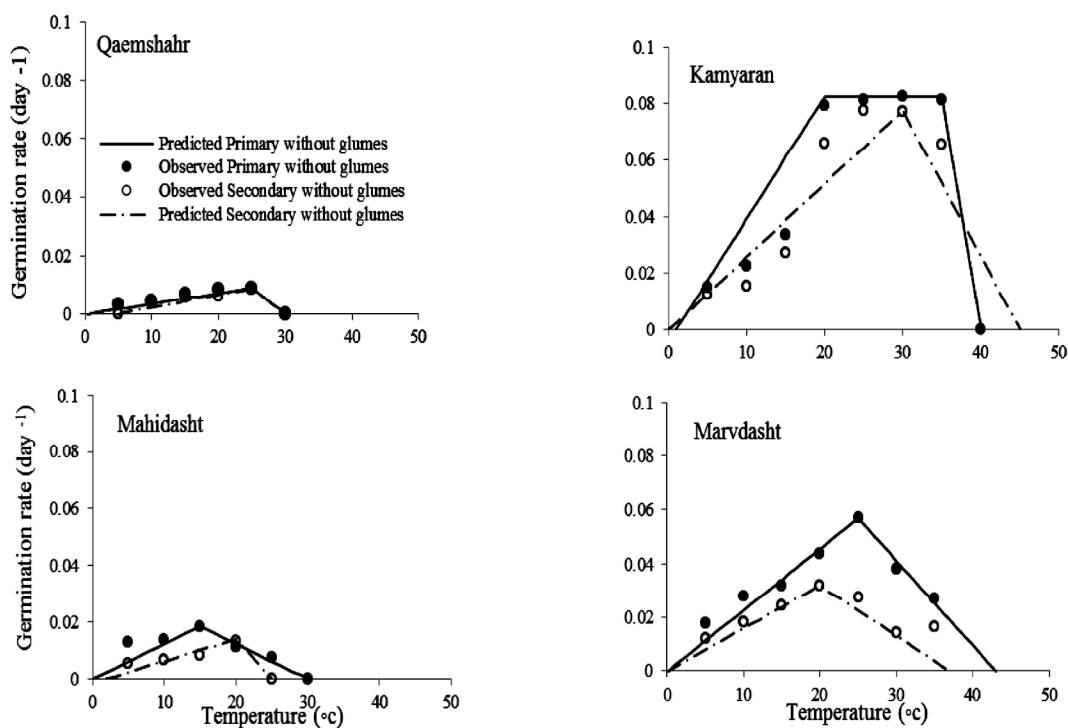 Qaemshahr
Germination rate (day -1)
0.1
0.08
0.06
0.04
0.02
0
Predicted Primary without glumes
Observed Primary without glumes
Observed Secondary without glumes
Predicted Secondary without glumes
0 10 20 30 40 50
Kamyaran
0.1
0.08
0.06
0.04
0.02
0
0 10 20 30 40 50
Mahidasht
Germination rate (day -1)
0.1
0.08
0.06
0.04
0.02
0
0 10 20 30 40 50
Temperature (°c)
Marvdasht
0.1
0.08
0.06
0.04
0.02
0
0 10 20 30 40 50
Temperature (°c)